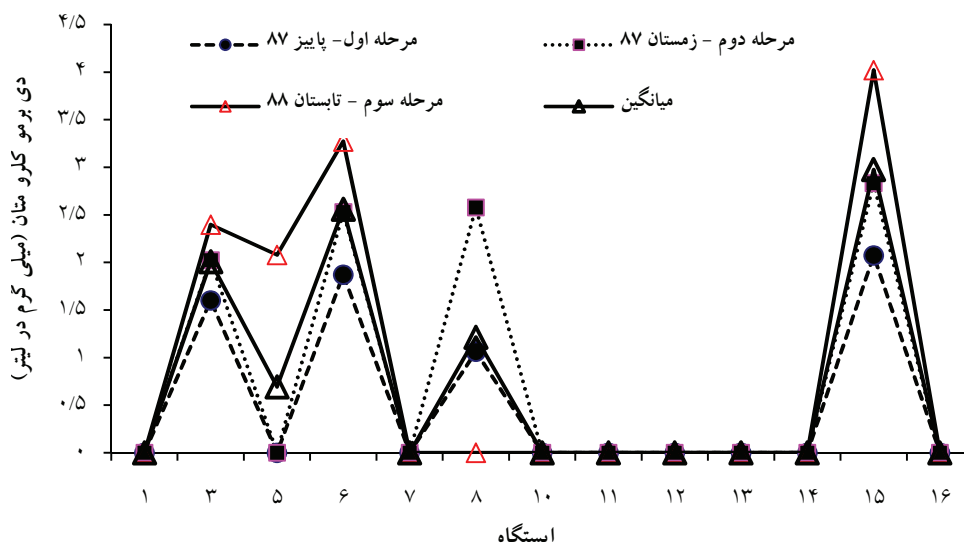 مرحله اول- پاییز ۸۷
مرحله دوم - زمستان ۸۷
مرحله سوم - تابستان ۸۸
میانگین
دی برمو کلرو متان (میلی گرم در لیتر)
۴/۵
۴
۳/۵
۳
۲/۵
۲
۱/۵
۱
۰/۵
۰
۱ ۳ ۵ ۶ ۷ ۸ ۱۰ ۱۱ ۱۲ ۱۳ ۱۴ ۱۵ ۱۶
ایستگاه